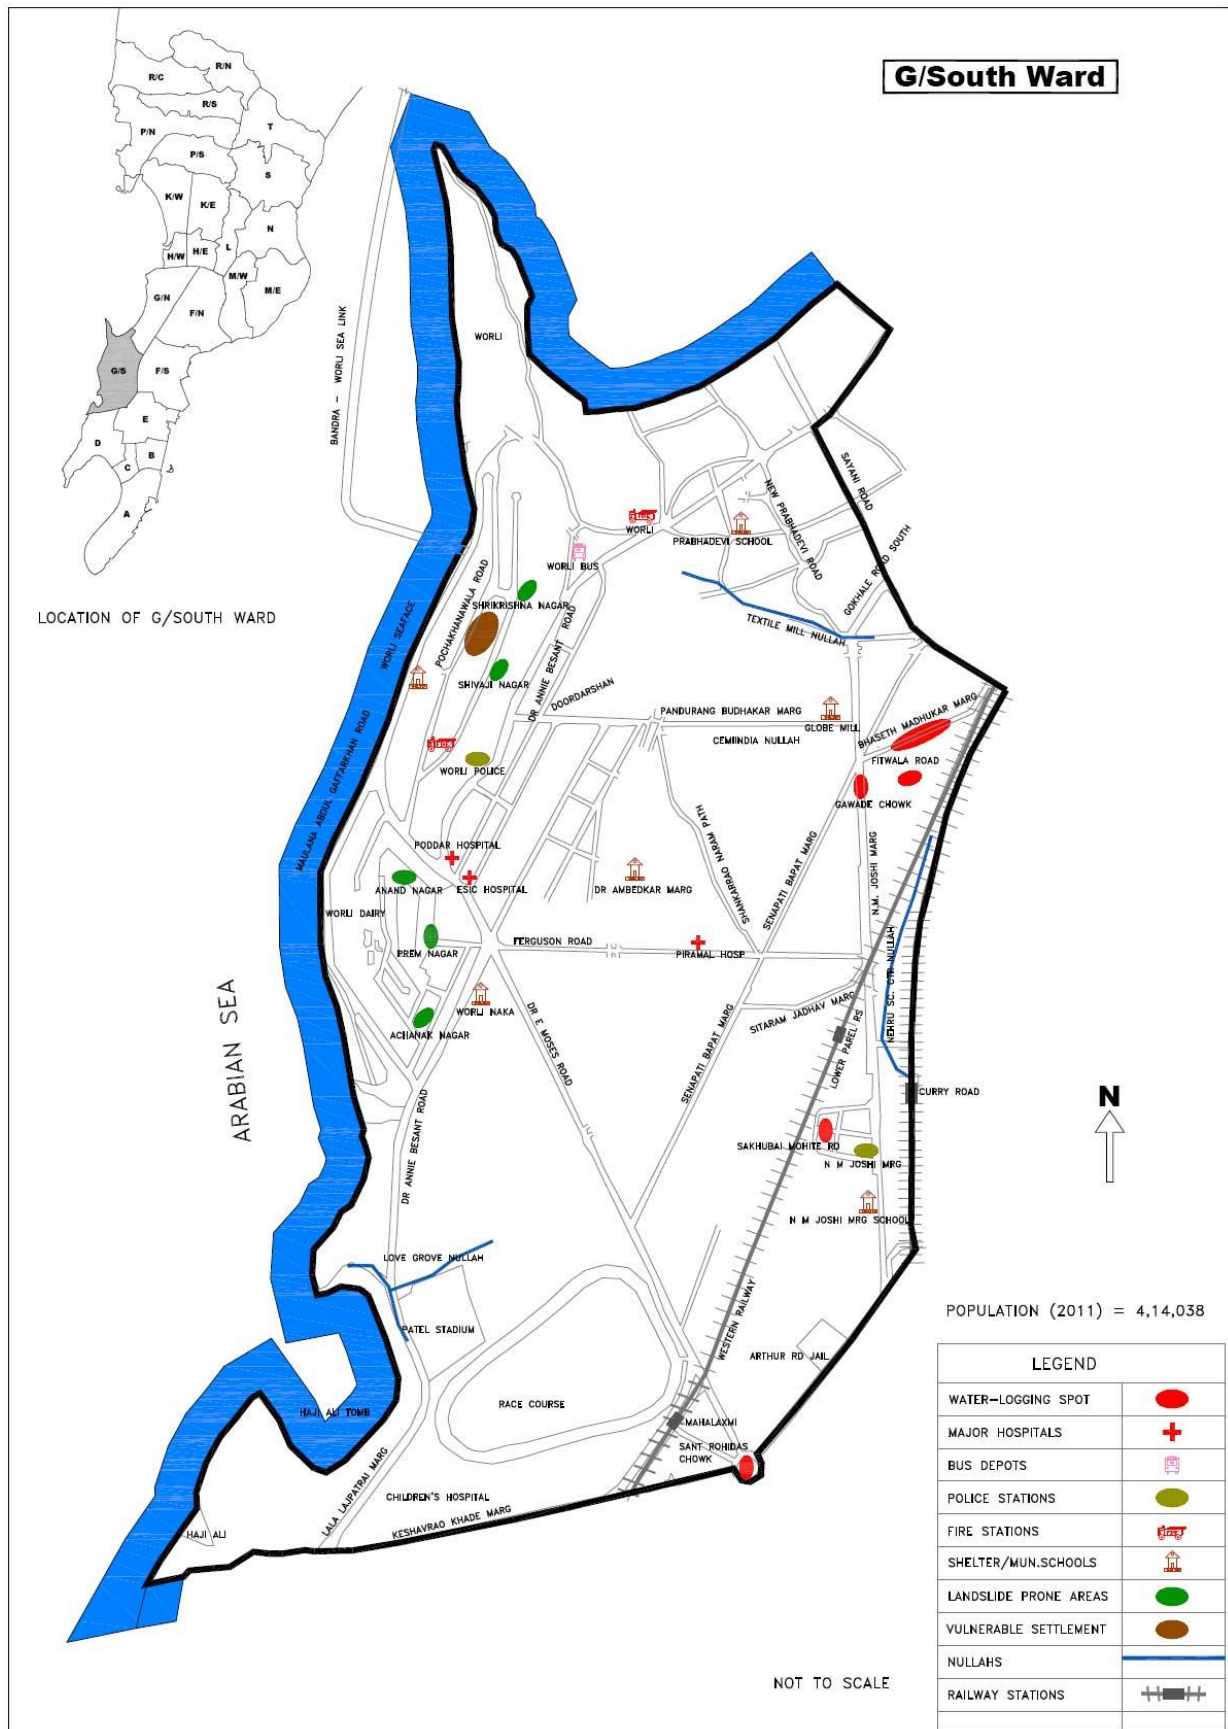 G/South Ward
R/N
R/C
R/S
T
P/N
P/S
S
K/W
K/E
N
L
H/W
H/E
M/W
M/E
G/N
F/N
G/S
F/S
E
D
B
C
A
LOCATION OF G/SOUTH WARD
BANDRA – WORLI SEA LINK
WORLI
SAYANI ROAD
NEW PRABHADEVI ROAD
WORLI
PRABHADEVI SCHOOL
GOKHALE ROAD SOUTH
WORLI BUS
POCHAKHANAWALA ROAD
SHRIKRISHNA NAGAR
TEXTILE MILL NULLAH
WORLI SEAFACE
DR ANNIE BESANT ROAD
SHIVAJI NAGAR
DOORDARSHAN
PANDURANG BUDHAKAR MARG
GLOBE MILL
BHASETH MADHUKAR MARG
CEMIINDIA NULLAH
FITWALA ROAD
WORLI POLICE
GAWADE CHOWK
MAULANA ABDUL GAFFARKHAN ROAD
SHANKARRAO NARAM PATH
SENAPATI BAPAT MARG
N.M. JOSHI MARG
PODDAR HOSPITAL
ANAND NAGAR
ESIC HOSPITAL
DR AMBEDKAR MARG
WORLI DAIRY
FERGUSON ROAD
PREM NAGAR
PIRAMAL HOSP
NEHRU SC. CTR NULLAH
WORLI NAKA
SITARAM JADHAV MARG
ACHANAK NAGAR
DR E MOSES ROAD
SENAPATI BAPAT MARG
LOWER PAREL RS
ARABIAN SEA
CURRY ROAD
N
DR ANNIE BESANT ROAD
SAKHUBAI MOHITE RD
N M JOSHI MRG
N M JOSHI MRG SCHOOL
LOVE GROVE NULLAH
WESTERN RAILWAY
PATEL STADIUM
ARTHUR RD JAIL
RACE COURSE
HAJI ALI TOMB
MAHALAXMI
SANT ROHIDAS
CHOWK
LALA LAJPATRAI MARG
CHILDREN'S HOSPITAL
KESHAVRAO KHADE MARG
HAJI ALI
POPULATION (2011) = 4,14,038
LEGEND
WATER–LOGGING SPOT
MAJOR HOSPITALS
BUS DEPOTS
POLICE STATIONS
FIRE STATIONS
SHELTER/MUN.SCHOOLS
LANDSLIDE PRONE AREAS
VULNERABLE SETTLEMENT
NULLAHS
RAILWAY STATIONS
NOT TO SCALE